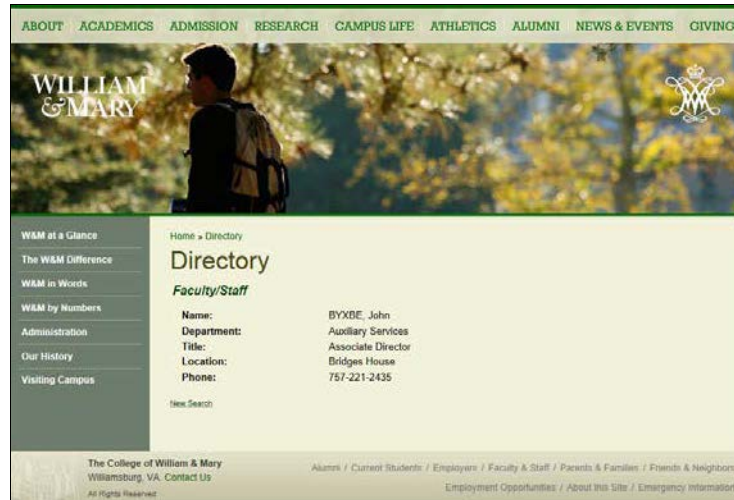 ABOUT ACADEMICS ADMISSION RESEARCH CAMPUS LIFE ATHLETICS ALUMNI NEWS & EVENTS GIVING
WILLIAM
& MARY
W&M at a Glance
The W&M Difference
W&M in Words
W&M by Numbers
Administration
Our History
Visiting Campus
Home » Directory
Directory
Faculty/Staff
Name: BYXBE, John
Department: Auxiliary Services
Title: Associate Director
Location: Bridges House
Phone: 757-221-2435
New Search
The College of William & Mary
Williamsburg, VA Contact Us
All Rights Reserved
Alumni / Current Students / Employers / Faculty & Staff / Parents & Families / Friends & Neighbors
Employment Opportunities / About this Site / Emergency Information